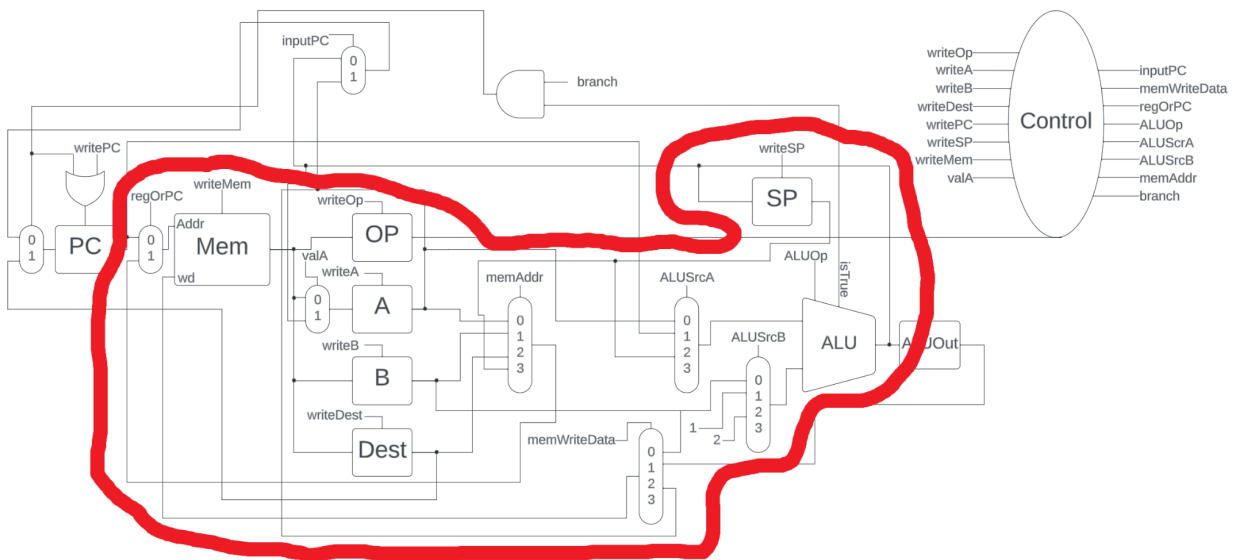 inputPC
0
1
branch
writeOp
writeA
writeB
writeDest
writePC
writeSP
writeMem
valA
Control
inputPC
memWriteData
regOrPC
ALUOp
ALUScrA
ALUSrcB
memAddr
branch
writePC
0
1
PC
regOrPC
0
1
writeMem
Addr
Mem
wd
writeOp
OP
valA
0
1
writeA
A
writeB
B
writeDest
Dest
memAddr
0
1
2
3
writeSP
SP
ALUSrcA
0
1
2
3
ALUOp
isTrue
ALU
ALUOut
ALUSrcB
0
1
2
3
1
2
memWriteData
0
1
2
3